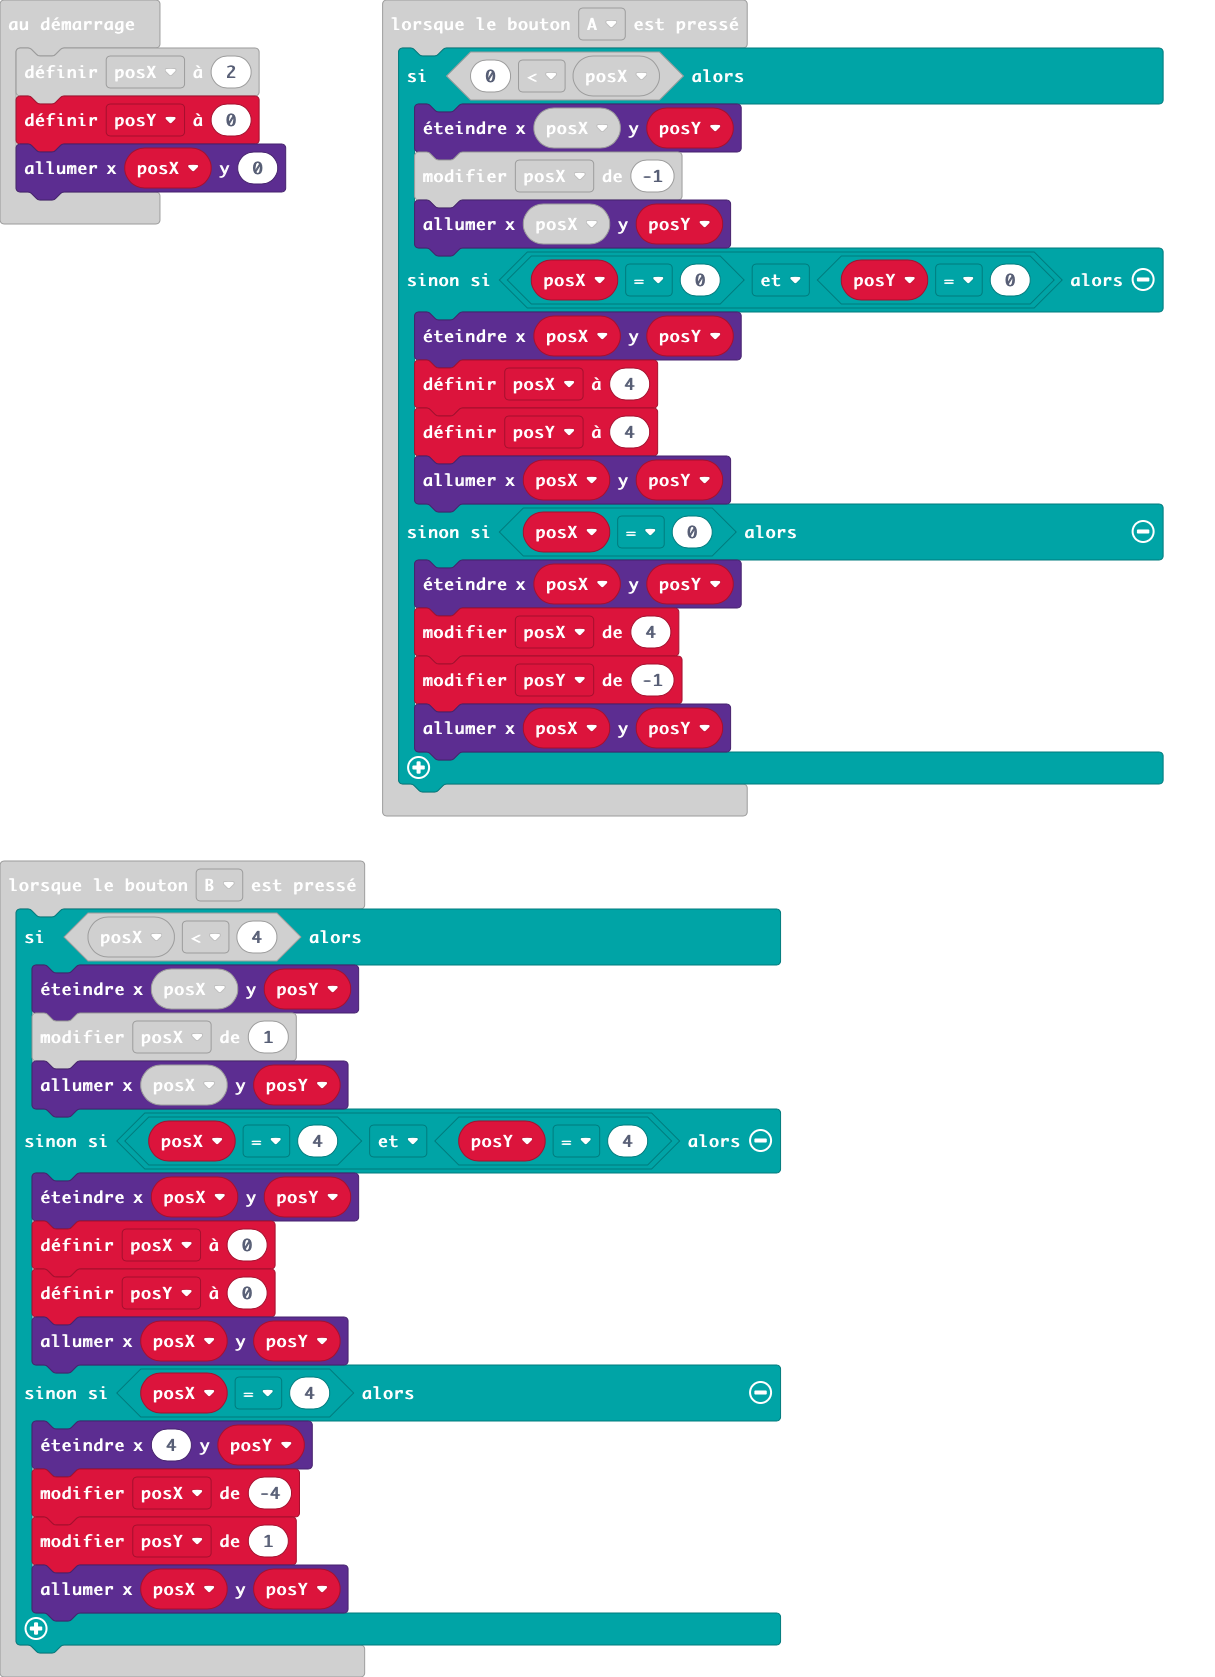 au démarrage
définir posX à 2
définir posY à 0
allumer x posX y 0
lorsque le bouton A est pressé
si 0 < posX alors
éteindre x posX y posY
modifier posX de -1
allumer x posX y posY
sinon si posX = 0 et posY = 0 alors
éteindre x posX y posY
définir posX à 4
définir posY à 4
allumer x posX y posY
sinon si posX = 0 alors
éteindre x posX y posY
modifier posX de 4
modifier posY de -1
allumer x posX y posY
lorsque le bouton B est pressé
si posX < 4 alors
éteindre x posX y posY
modifier posX de 1
allumer x posX y posY
sinon si posX = 4 et posY = 4 alors
éteindre x posX y posY
définir posX à 0
définir posY à 0
allumer x posX y posY
sinon si posX = 4 alors
éteindre x 4 y posY
modifier posX de -4
modifier posY de 1
allumer x posX y posY